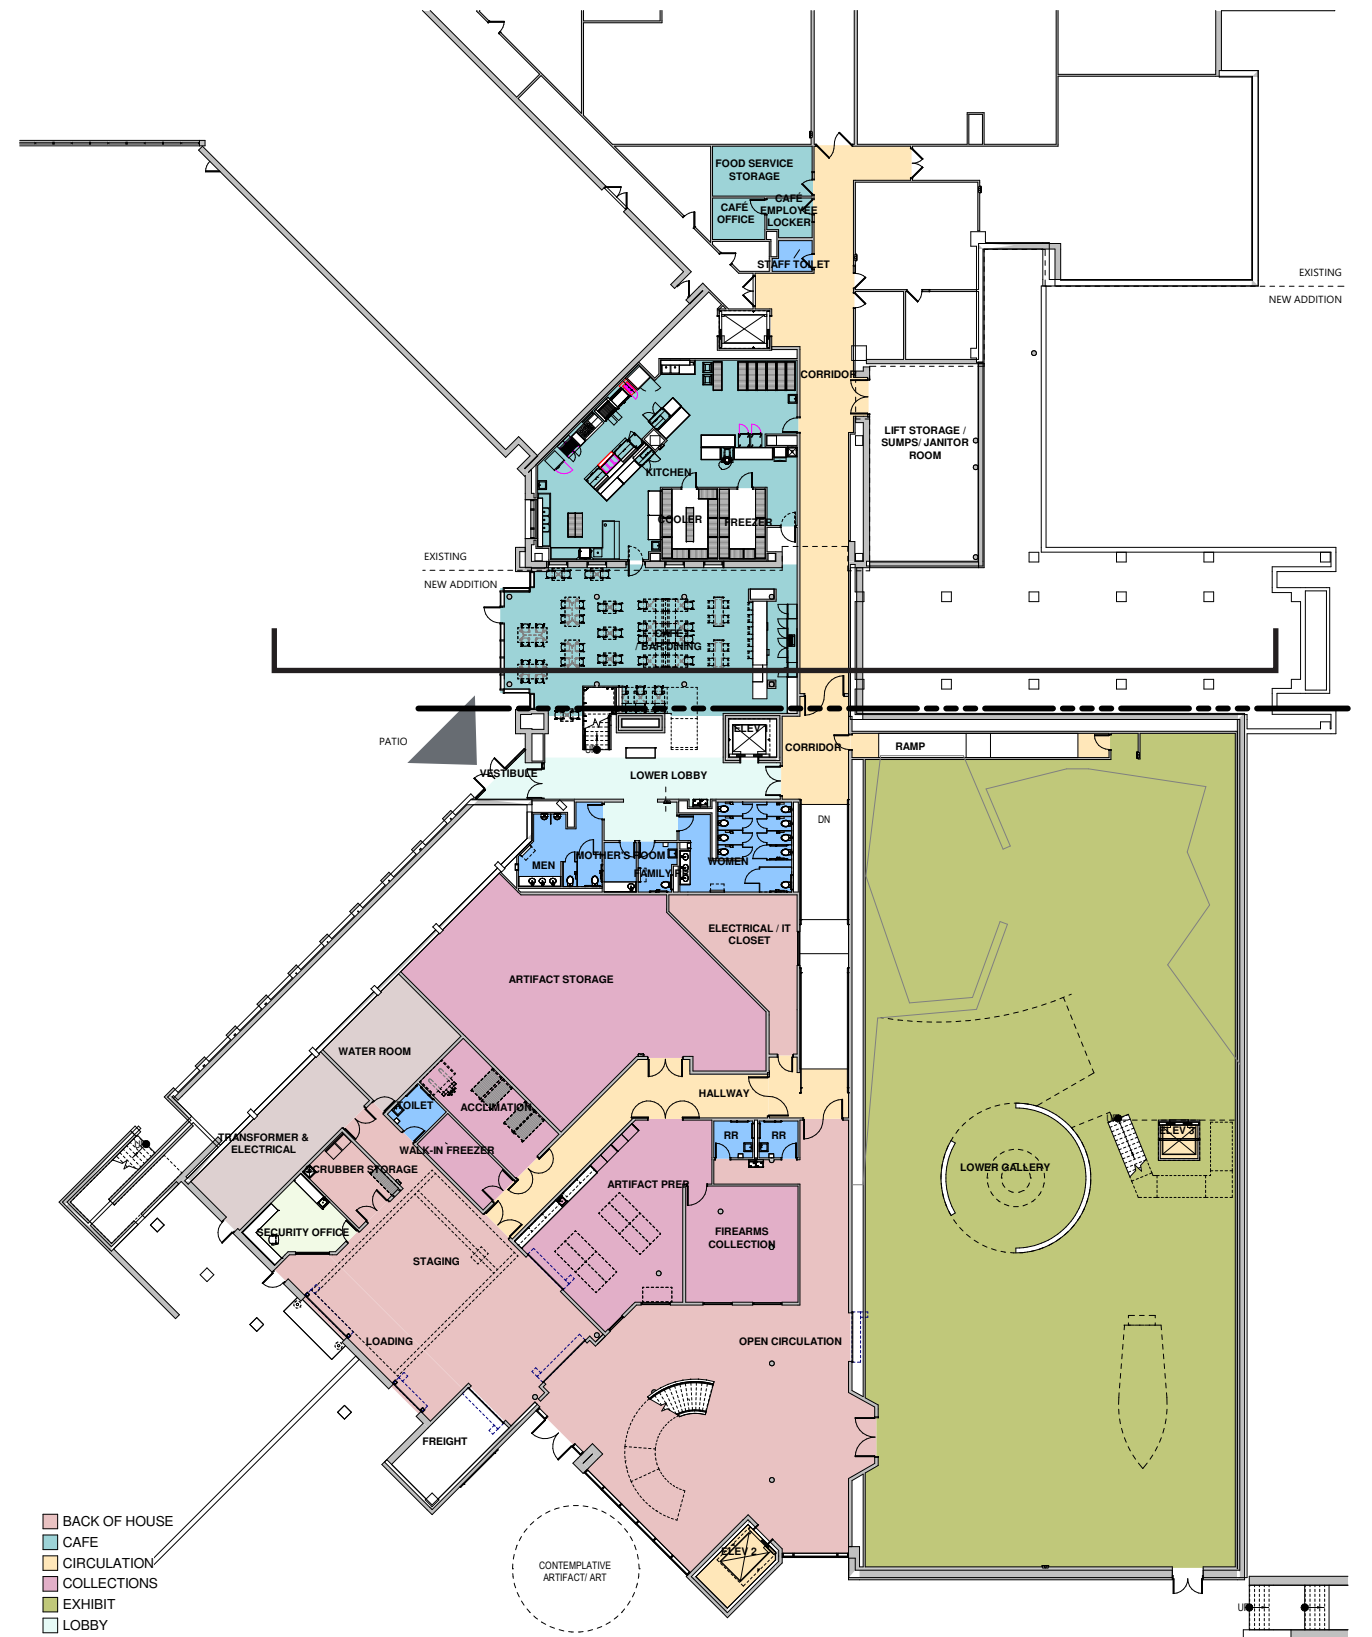 FOOD SERVICE
STORAGE
CAFÉ
OFFICE
CAFÉ
EMPLOYEE
LOCKER
STAFF TOILET
EXISTING
NEW ADDITION
CORRIDOR
LIFT STORAGE /
SUMPS/ JANITOR
ROOM
KITCHEN
COOLER
FREEZER
EXISTING
NEW ADDITION
CAFE
/ BAR DINING
PATIO
ELEV
CORRIDOR
RAMP
VESTIBULE
LOWER LOBBY
DN
MEN
MOTHER'S ROOM
FAMILY
WOMEN
ELECTRICAL / IT
CLOSET
ARTIFACT STORAGE
WATER ROOM
HALLWAY
TOILET
ACCLIMATION
TRANSFORMER &
ELECTRICAL
WALK-IN FREEZER
RR
RR
ELEV 3
SCRUBBER STORAGE
LOWER GALLERY
ARTIFACT PREP
SECURITY OFFICE
FIREARMS
COLLECTION
STAGING
LOADING
OPEN CIRCULATION
FREIGHT
ELEV 2
CONTEMPLATIVE
ARTIFACT/ ART
BACK OF HOUSE
CAFE
CIRCULATION
COLLECTIONS
EXHIBIT
LOBBY